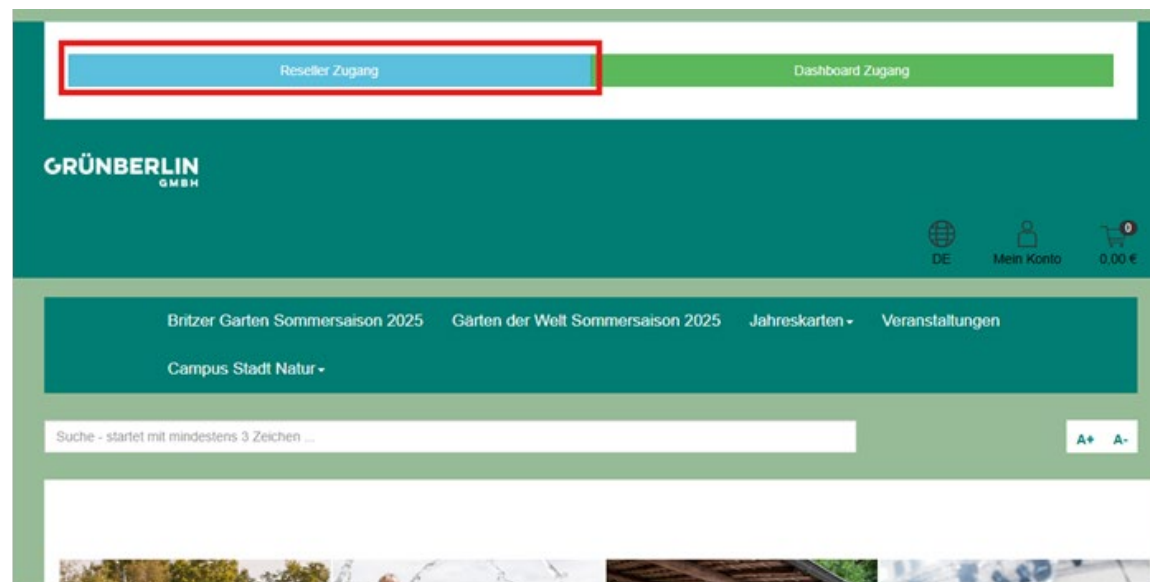 Reseller Zugang
Dashboard Zugang
GRÜNBERLIN
GMBH
0
DE
Mein Konto
0,00 €
Britzer Garten Sommersaison 2025
Gärten der Welt Sommersaison 2025
Jahreskarten
Veranstaltungen
Campus Stadt Natur
Suche - startet mit mindestens 3 Zeichen ...
A+ A-